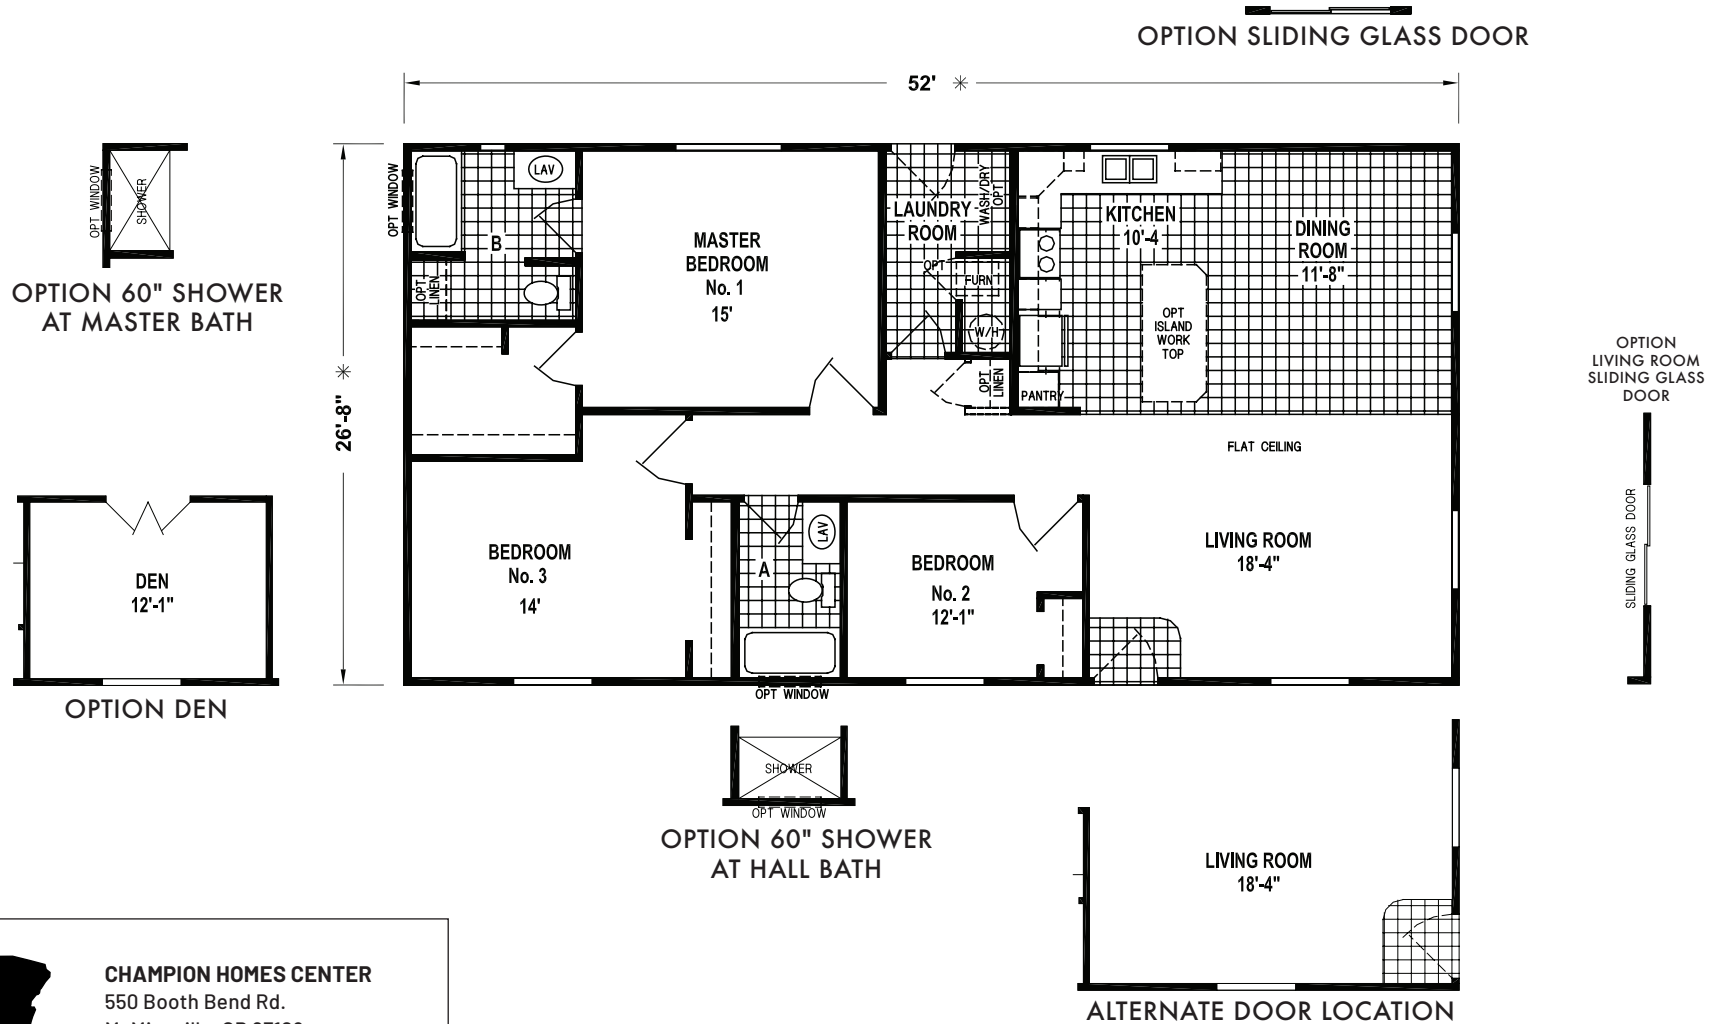 OPTION SLIDING GLASS DOOR
52' *
OPT WINDOW
SHOWER
OPTION 60" SHOWER
AT MASTER BATH
26'-8" *
OPT WINDOW
LAV
B
OPT
LINEN
MASTER
BEDROOM
No. 1
15'
LAUNDRY
ROOM
WASH/DRY
OPT
OPT
FURN
W/H
OPT
LINEN
KITCHEN
10'-4
DINING
ROOM
11'-8"
OPT
ISLAND
WORK
TOP
PANTRY
FLAT CEILING
OPTION
LIVING ROOM
SLIDING GLASS
DOOR
SLIDING GLASS DOOR
DEN
12'-1"
OPTION DEN
BEDROOM
No. 3
14'
LAV
A
OPT WINDOW
BEDROOM
No. 2
12'-1"
LIVING ROOM
18'-4"
SHOWER
OPT WINDOW
OPTION 60" SHOWER
AT HALL BATH
LIVING ROOM
18'-4"
ALTERNATE DOOR LOCATION
CHAMPION HOMES CENTER
550 Booth Bend Rd.